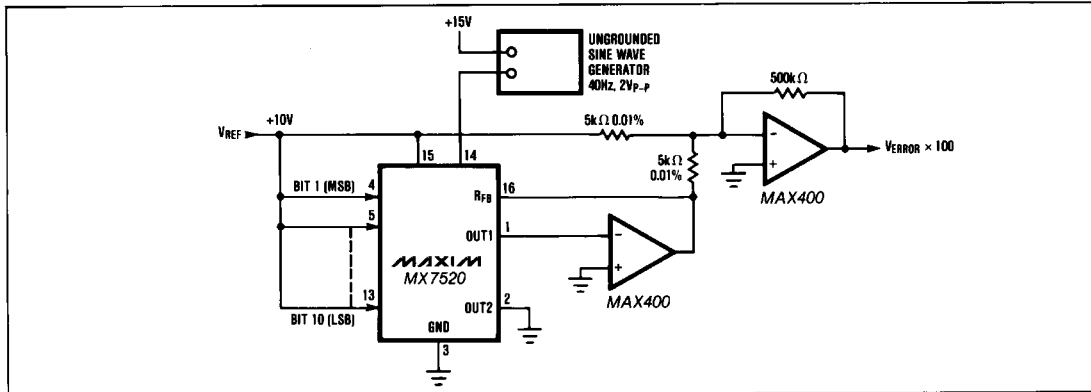 +15V
UNGROUNDED
SINE WAVE
GENERATOR
40Hz, 2VP-P
500kΩ
VREF
+10V
5kΩ 0.01%
15
14
5kΩ
0.01%
VERROR × 100
MAX400
BIT 1 (MSB)
4
RFB
16
5
OUT1
1
MAXIM
MX7520
MAX400
13
BIT 10 (LSB)
OUT2
2
GND
3